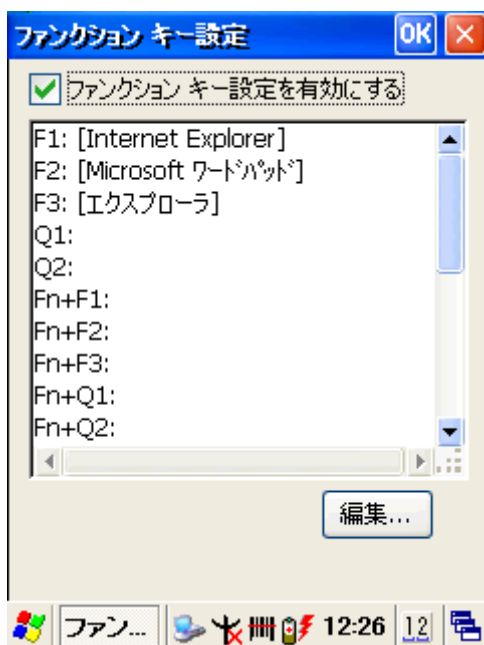 ファンクション キー設定 OK
ファンクション キー設定を有効にする
F1: [Internet Explorer]
F2: [Microsoft ﾜｰﾄﾞﾊﾟｯﾄﾞ]
F3: [エクスプローラ]
Q1:
Q2:
Fn+F1:
Fn+F2:
Fn+F3:
Fn+Q1:
Fn+Q2:
編集...
ファン... 12:26 12